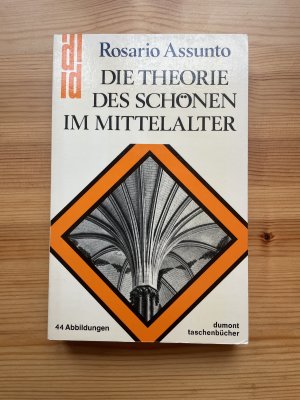 Rosario Assunto
DIE THEORIE
DES SCHÖNEN
IM MITTELALTER
44 Abbildungen
dumont
taschenbücher